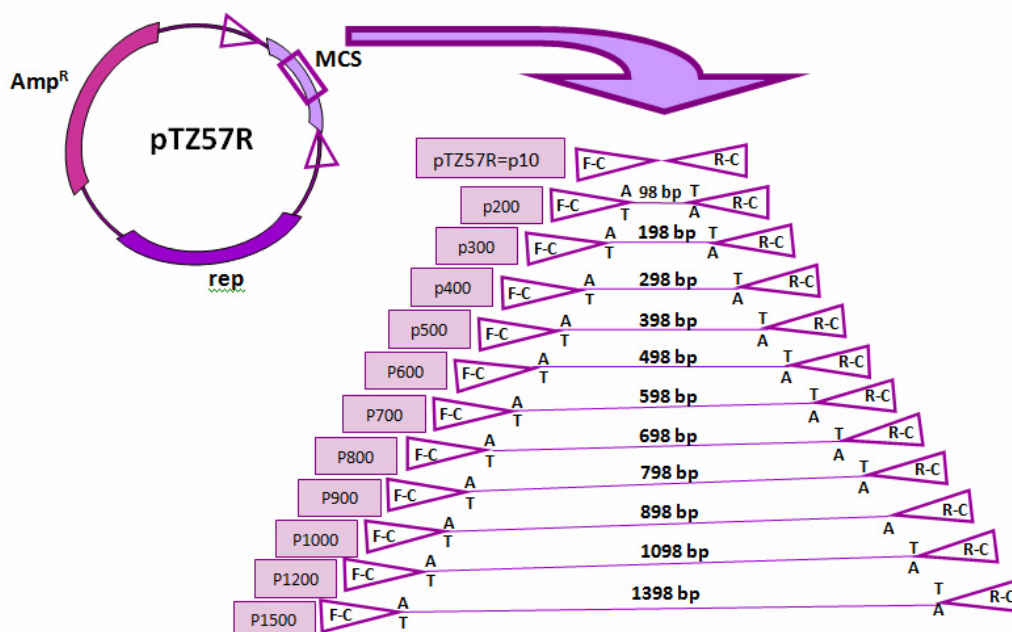 MCS
Amp^R
pTZ57R
rep
pTZ57R=p10 F-C R-C
A 98 bp T
p200 F-C R-C
T A
A 198 bp T
p300 F-C R-C
T A
A 298 bp T
p400 F-C R-C
T A
A 398 bp T
p500 F-C R-C
T A
A 498 bp T
P600 F-C R-C
T A
A 598 bp T
P700 F-C R-C
T A
A 698 bp T
P800 F-C R-C
T A
A 798 bp T
P900 F-C R-C
T A
A 898 bp
P1000 F-C R-C
T A
A 1098 bp T
P1200 F-C R-C
T A
A 1398 bp T
P1500 F-C R-C
T A